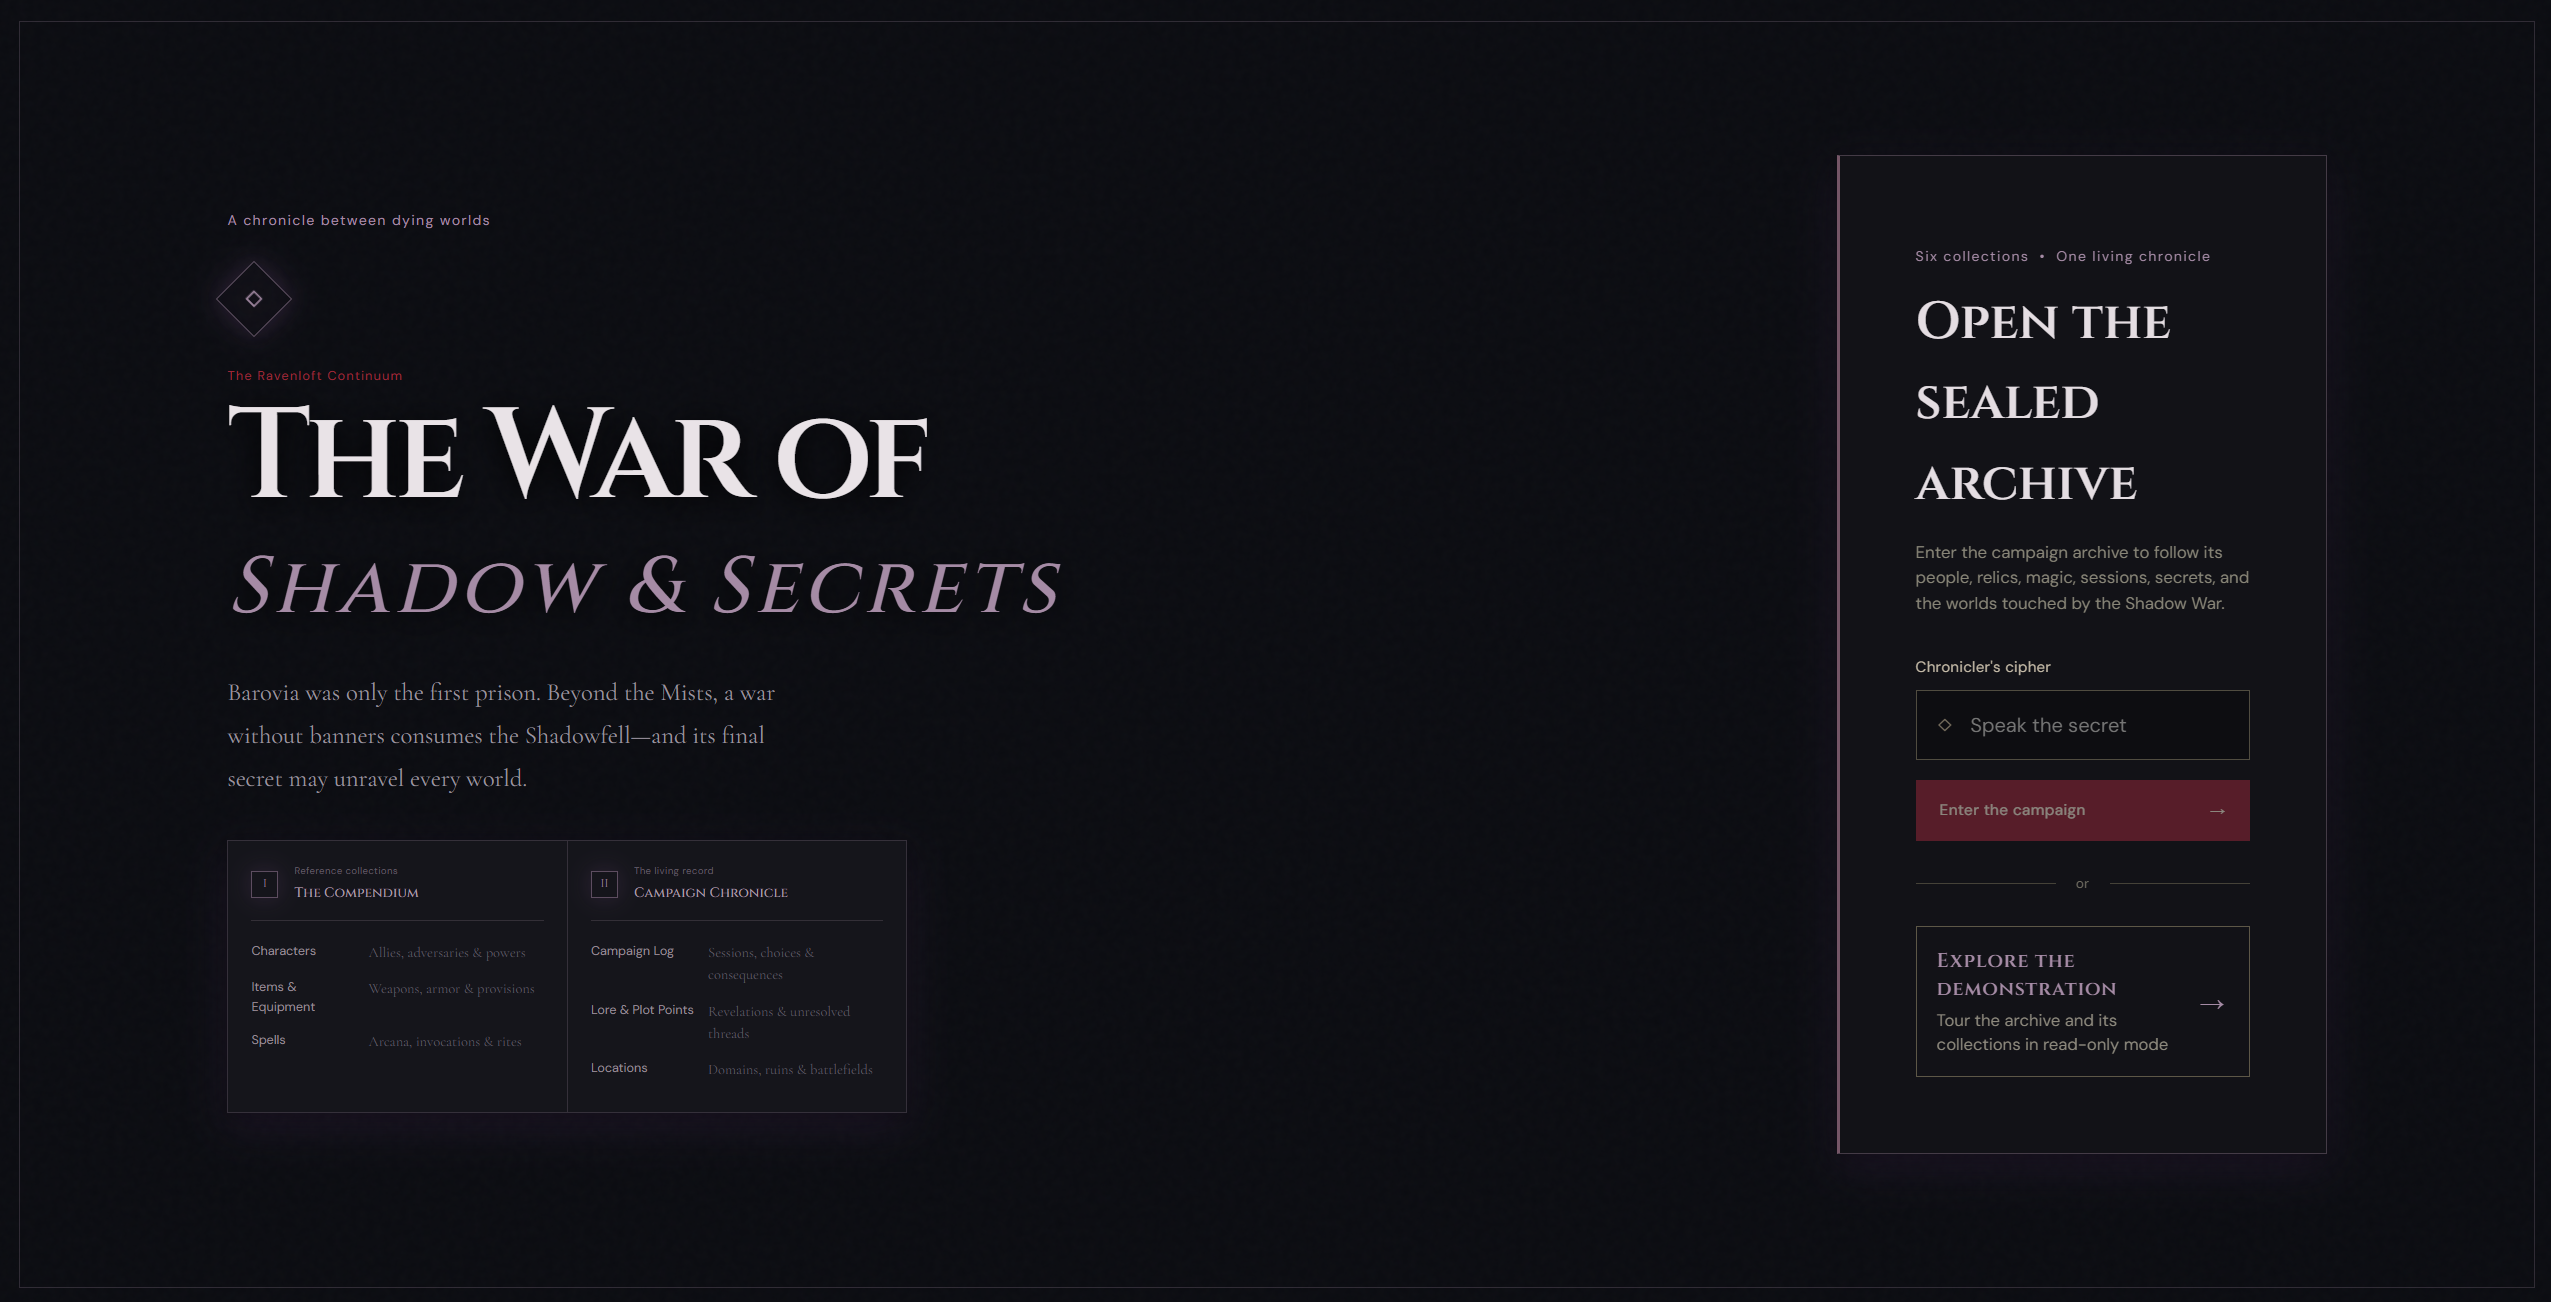 A chronicle between dying worlds
The Ravenloft Continuum
The War of
Shadow & Secrets
Barovia was only the first prison. Beyond the Mists, a war
without banners consumes the Shadowfell—and its final
secret may unravel every world.
I
Reference collections
The Compendium
Characters
Allies, adversaries & powers
Items &
Equipment
Weapons, armor & provisions
Spells
Arcana, invocations & rites
II
The living record
Campaign Chronicle
Campaign Log
Sessions, choices &
consequences
Lore & Plot Points
Revelations & unresolved
threads
Locations
Domains, ruins & battlefields
Six collections • One living chronicle
Open the
sealed
archive
Enter the campaign archive to follow its
people, relics, magic, sessions, secrets, and
the worlds touched by the Shadow War.
Chronicler's cipher
Speak the secret
Enter the campaign →
or
Explore the
demonstration
Tour the archive and its
collections in read-only mode
→